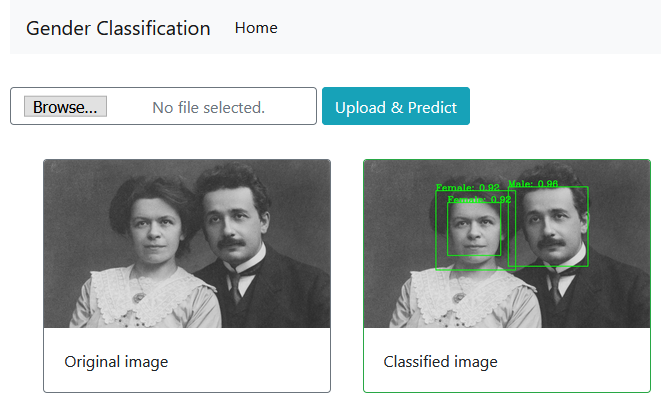 Gender Classification Home
Browse... No file selected. Upload & Predict
Female: 0.92 Male: 0.96
Female: 0.92
Original image
Classified image